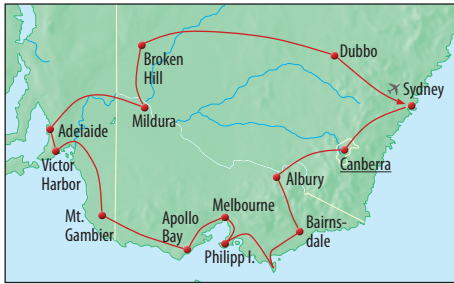 Broken
Hill
Dubbo
Sydney
Mildura
Adelaide
Victor
Harbor
Canberra
Albury
Mt.
Gambier
Apollo
Bay
Melbourne
Bairns-
dale
Philipp I.